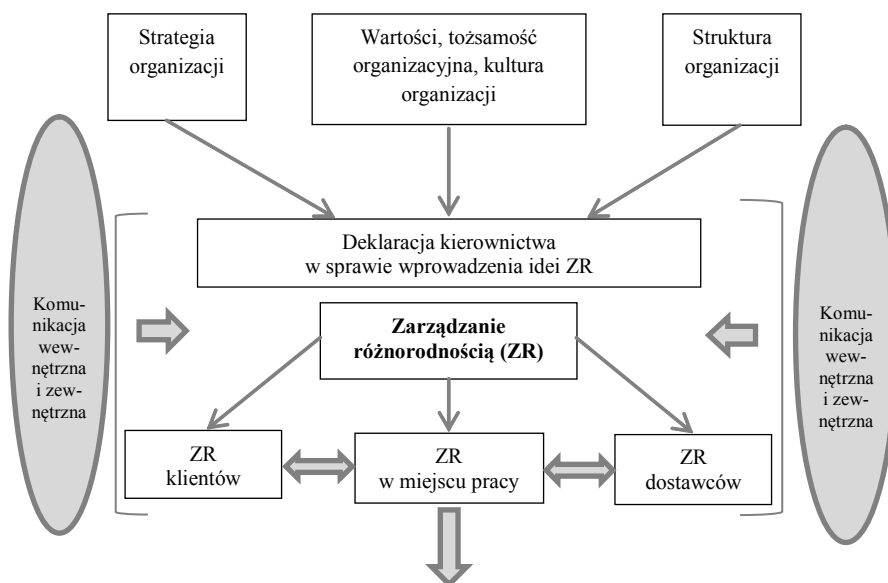 Strategia
organizacji
Wartości, tożsamość
organizacyjna, kultura
organizacji
Struktura
organizacji
Deklaracja kierownictwa
w sprawie wprowadzenia idei ZR
Komu-
nikacja
wew-
nętrzna
i zew-
nętrzna
Zarządzanie
różnorodnością (ZR)
Komu-
nikacja
wew-
nętrzna
i zew-
nętrzna
ZR
klientów
ZR
w miejscu pracy
ZR
dostawców